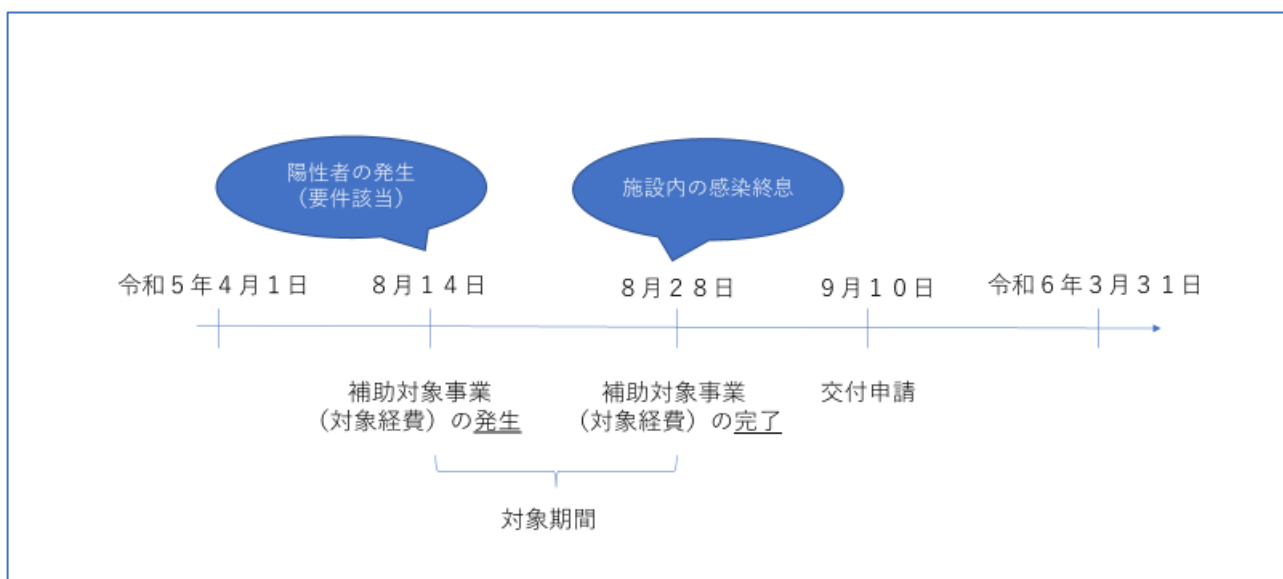 陽性者の発生
（要件該当）
施設内の感染終息
令和５年４月１日
８月１４日
８月２８日
９月１０日
令和６年３月３１日
補助対象事業
（対象経費）の発生
補助対象事業
（対象経費）の完了
交付申請
対象期間